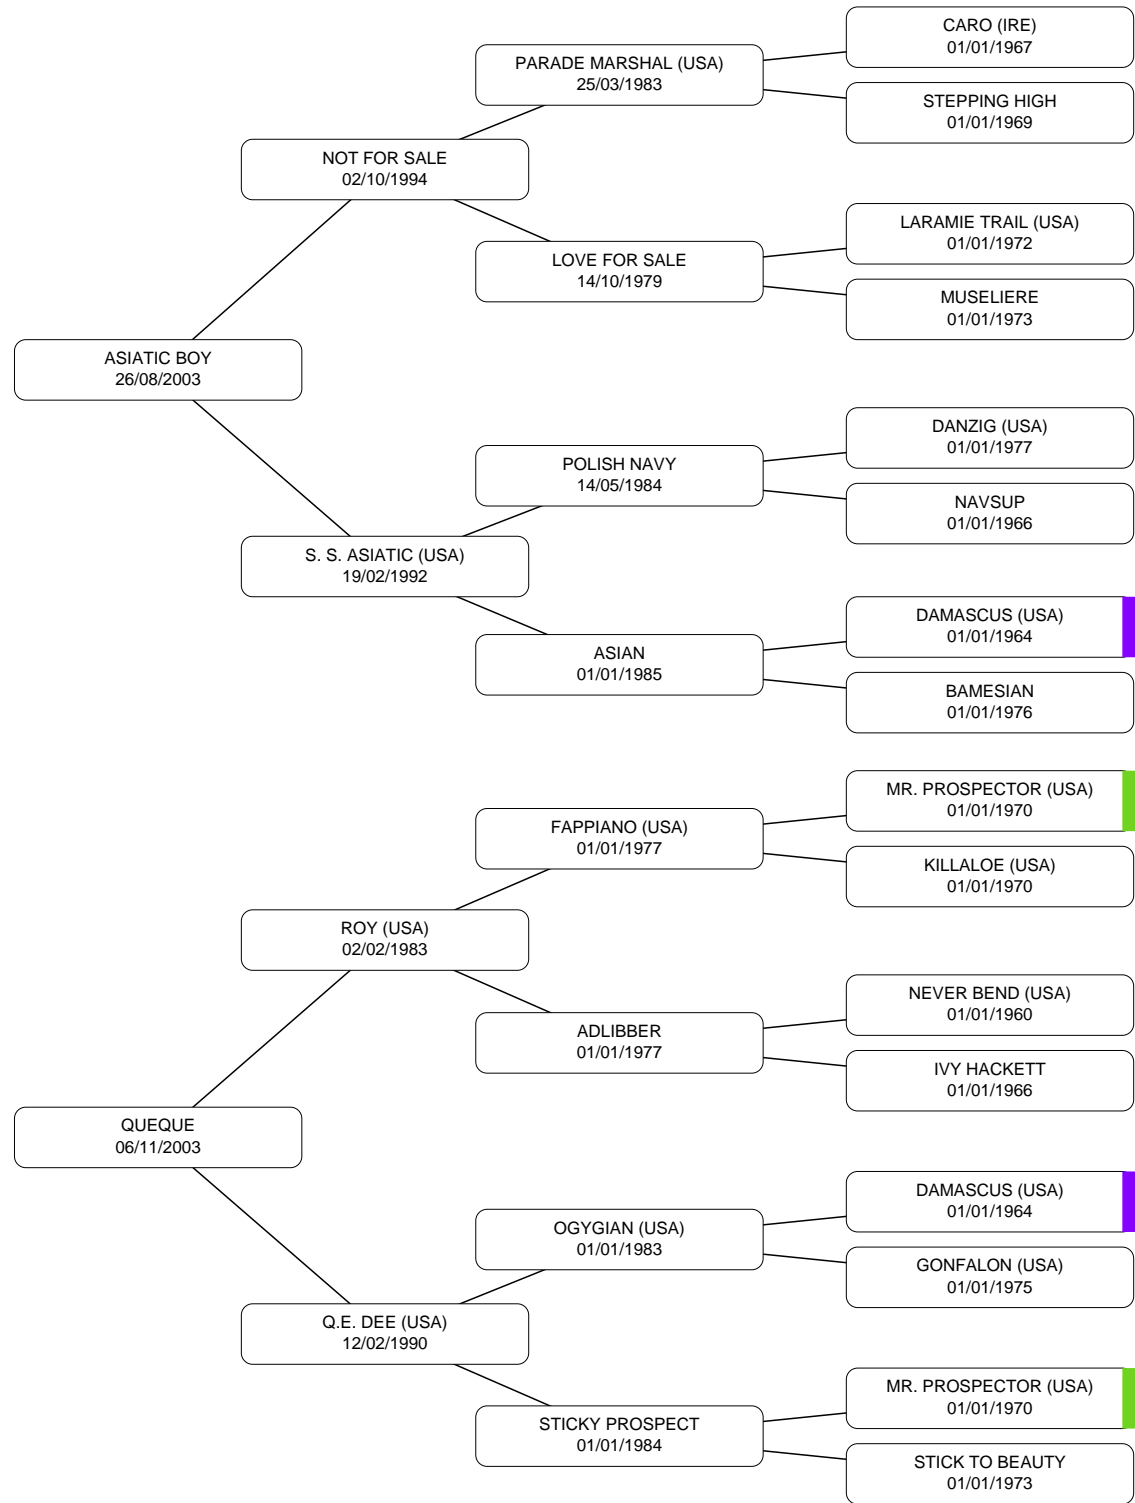 CARO (IRE)
01/01/1967
PARADE MARSHAL (USA)
25/03/1983
STEPPING HIGH
01/01/1969
NOT FOR SALE
02/10/1994
LARAMIE TRAIL (USA)
01/01/1972
LOVE FOR SALE
14/10/1979
MUSELIERE
01/01/1973
ASIATIC BOY
26/08/2003
DANZIG (USA)
01/01/1977
POLISH NAVY
14/05/1984
NAVSUP
01/01/1966
S. S. ASIATIC (USA)
19/02/1992
DAMASCUS (USA)
01/01/1964
ASIAN
01/01/1985
BAMESIAN
01/01/1976
MR. PROSPECTOR (USA)
01/01/1970
FAPPIANO (USA)
01/01/1977
KILLALOE (USA)
01/01/1970
ROY (USA)
02/02/1983
NEVER BEND (USA)
01/01/1960
ADLIBBER
01/01/1977
IVY HACKETT
01/01/1966
QUEQUE
06/11/2003
DAMASCUS (USA)
01/01/1964
OGYGIAN (USA)
01/01/1983
GONFALON (USA)
01/01/1975
Q.E. DEE (USA)
12/02/1990
MR. PROSPECTOR (USA)
01/01/1970
STICKY PROSPECT
01/01/1984
STICK TO BEAUTY
01/01/1973